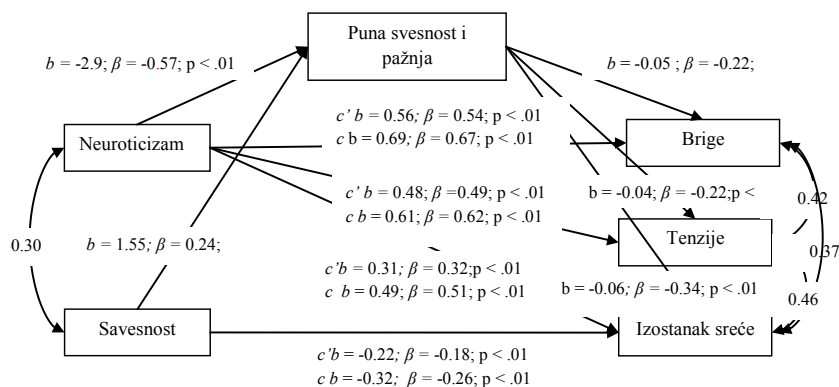 Puna svesnost i
pažnja
b = -2.9; β = -0.57; p < .01
b = -0.05 ; β = -0.22;
c' b = 0.56; β = 0.54; p < .01
c b = 0.69; β = 0.67; p < .01
Neuroticizam
Brige
c' b = 0.48; β =0.49; p < .01
c b = 0.61; β = 0.62; p < .01
b = -0.04; β = -0.22;p <
0.42
0.30
b = 1.55; β = 0.24;
Tenzije
0.37
c'b = 0.31; β = 0.32;p < .01
c b = 0.49; β = 0.51; p < .01
b = -0.06; β = -0.34; p < .01
0.46
Savesnost
Izostanak sreće
c'b = -0.22; β = -0.18; p < .01
c b = -0.32; β = -0.26; p < .01